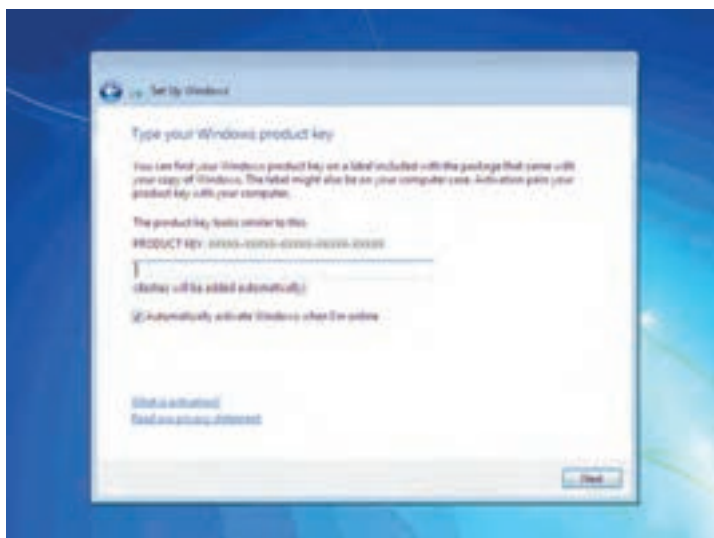 Set Up Windows
Type your Windows product key
You can find your Windows product key on a label included with the package that came with
your copy of Windows. The label might also be on your computer case. Activation pairs your
product key with your computer.
The product key looks similar to this:
PRODUCT KEY: XXXXX-XXXXX-XXXXX-XXXXX-XXXXX
(dashes will be added automatically)
Automatically activate Windows when I'm online
What is activation?
Read our privacy statement
Next